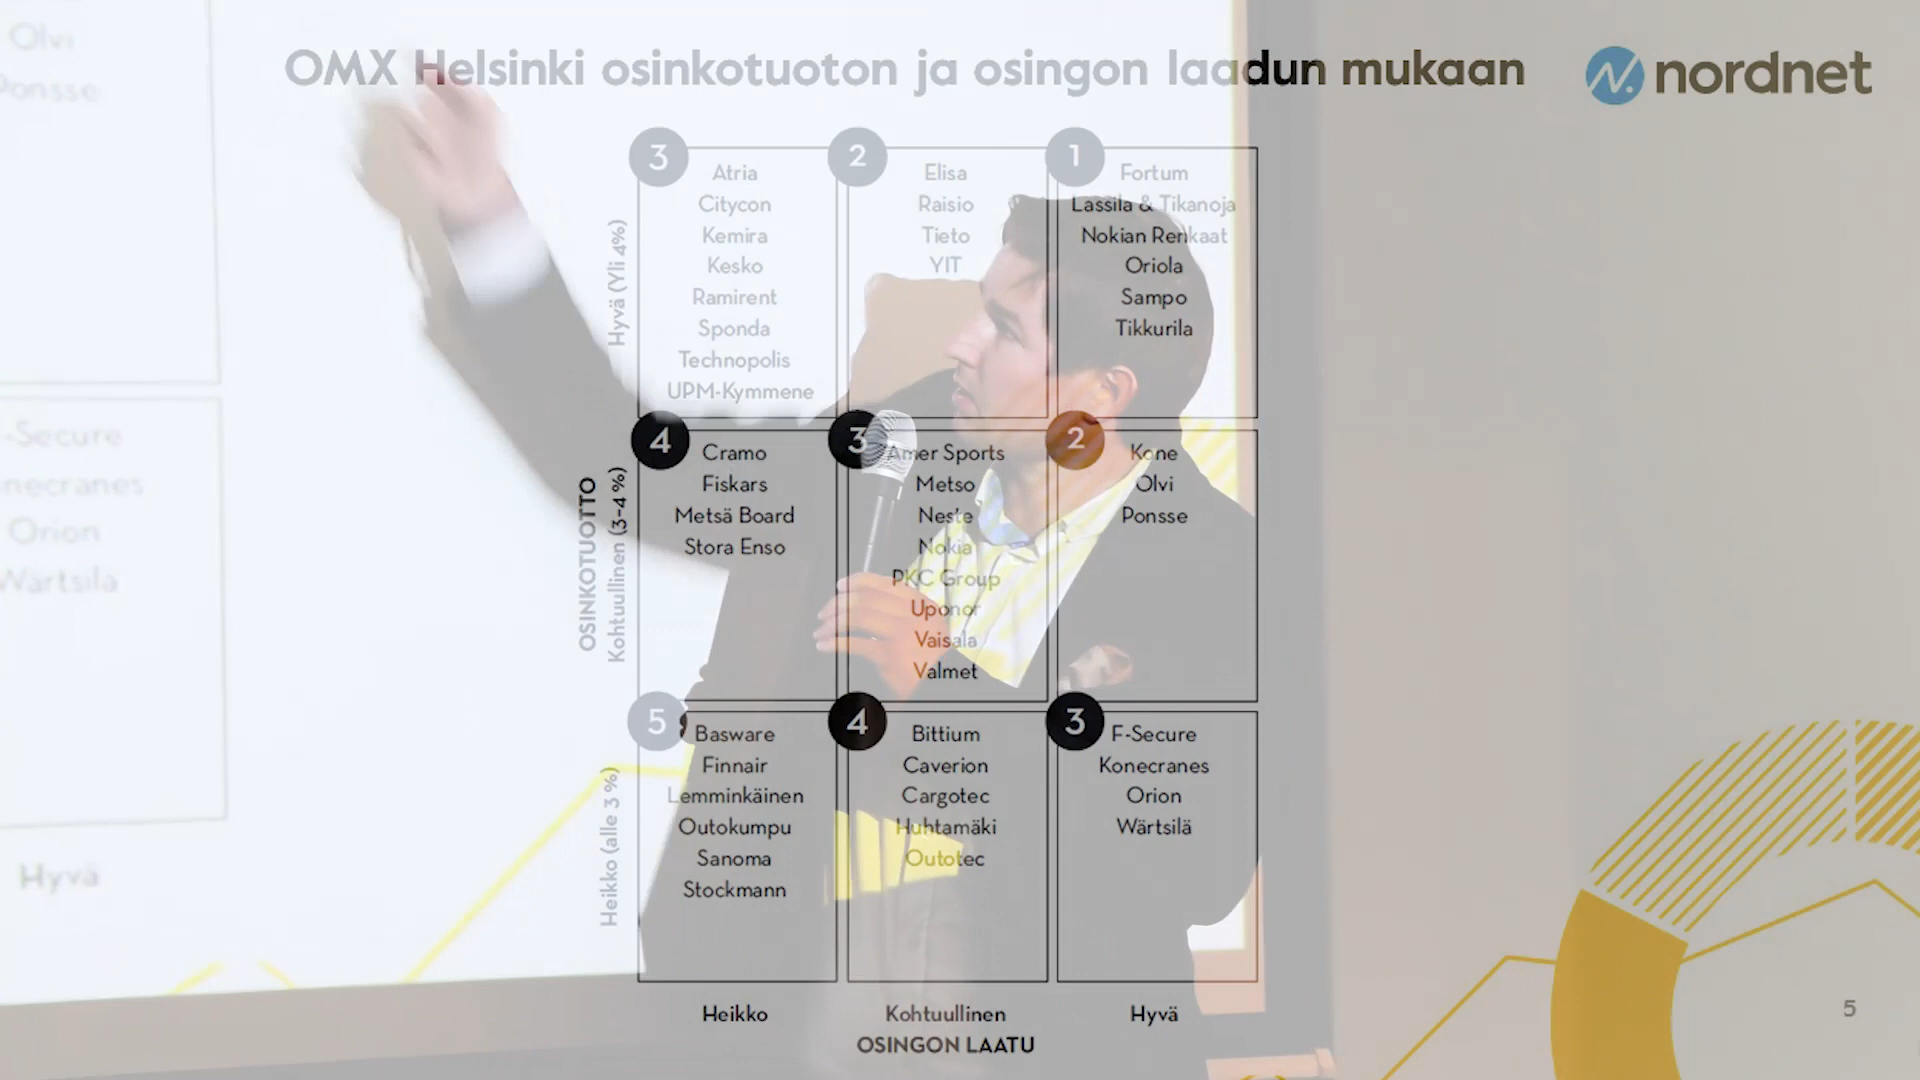 OMX Helsinki osinkotuoton ja osingon laadun mukaan
nordnet
OSINKOTUOTTO
Hyvä (Yli 4%)
3
Atria
Citycon
Kemira
Kesko
Ramirent
Sponda
Technopolis
UPM-Kymmene
2
Elisa
Raisio
Tieto
YIT
1
Fortum
Lassila & Tikanoja
Nokian Renkaat
Oriola
Sampo
Tikkurila
Kohtuullinen (3-4 %)
4
Cramo
Fiskars
Metsä Board
Stora Enso
3
Amer Sports
Metso
Neste
Nokia
PKC Group
Uponor
Vaisala
Valmet
2
Kone
Olvi
Ponsse
Heikko (alle 3 %)
5
Basware
Finnair
Lemminkäinen
Outokumpu
Sanoma
Stockmann
4
Bittium
Caverion
Cargotec
Huhtamäki
Outotec
3
F-Secure
Konecranes
Orion
Wärtsilä
Heikko
Kohtuullinen
Hyvä
OSINGON LAATU
5
Olvi
Ponsse
-Secure
necranes
Orion
Wärtsilä
Hyvä